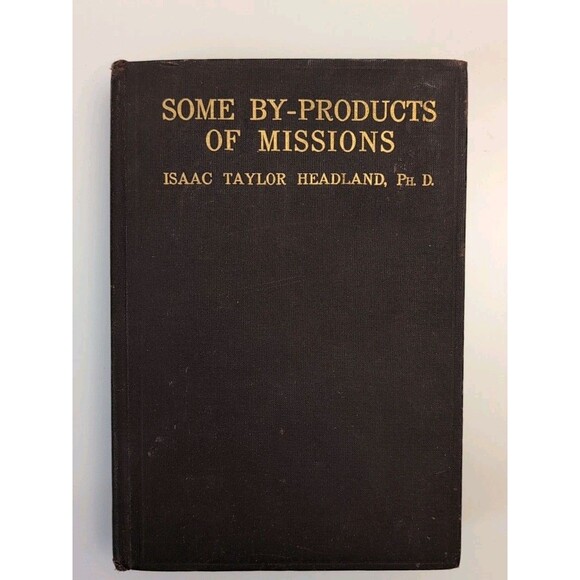 SOME BY-PRODUCTS
OF MISSIONS
ISAAC TAYLOR HEADLAND, PH. D.